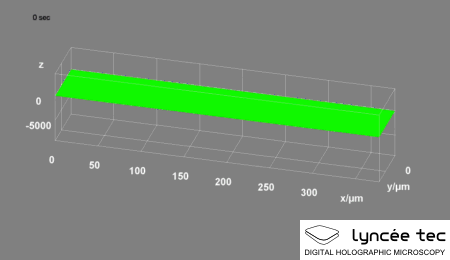 0 sec
z
0
-5000
0
50
100
150
200
250
300
x/µm
0
y/µm
lyncée tec
DIGITAL HOLOGRAPHIC MICROSCOPY